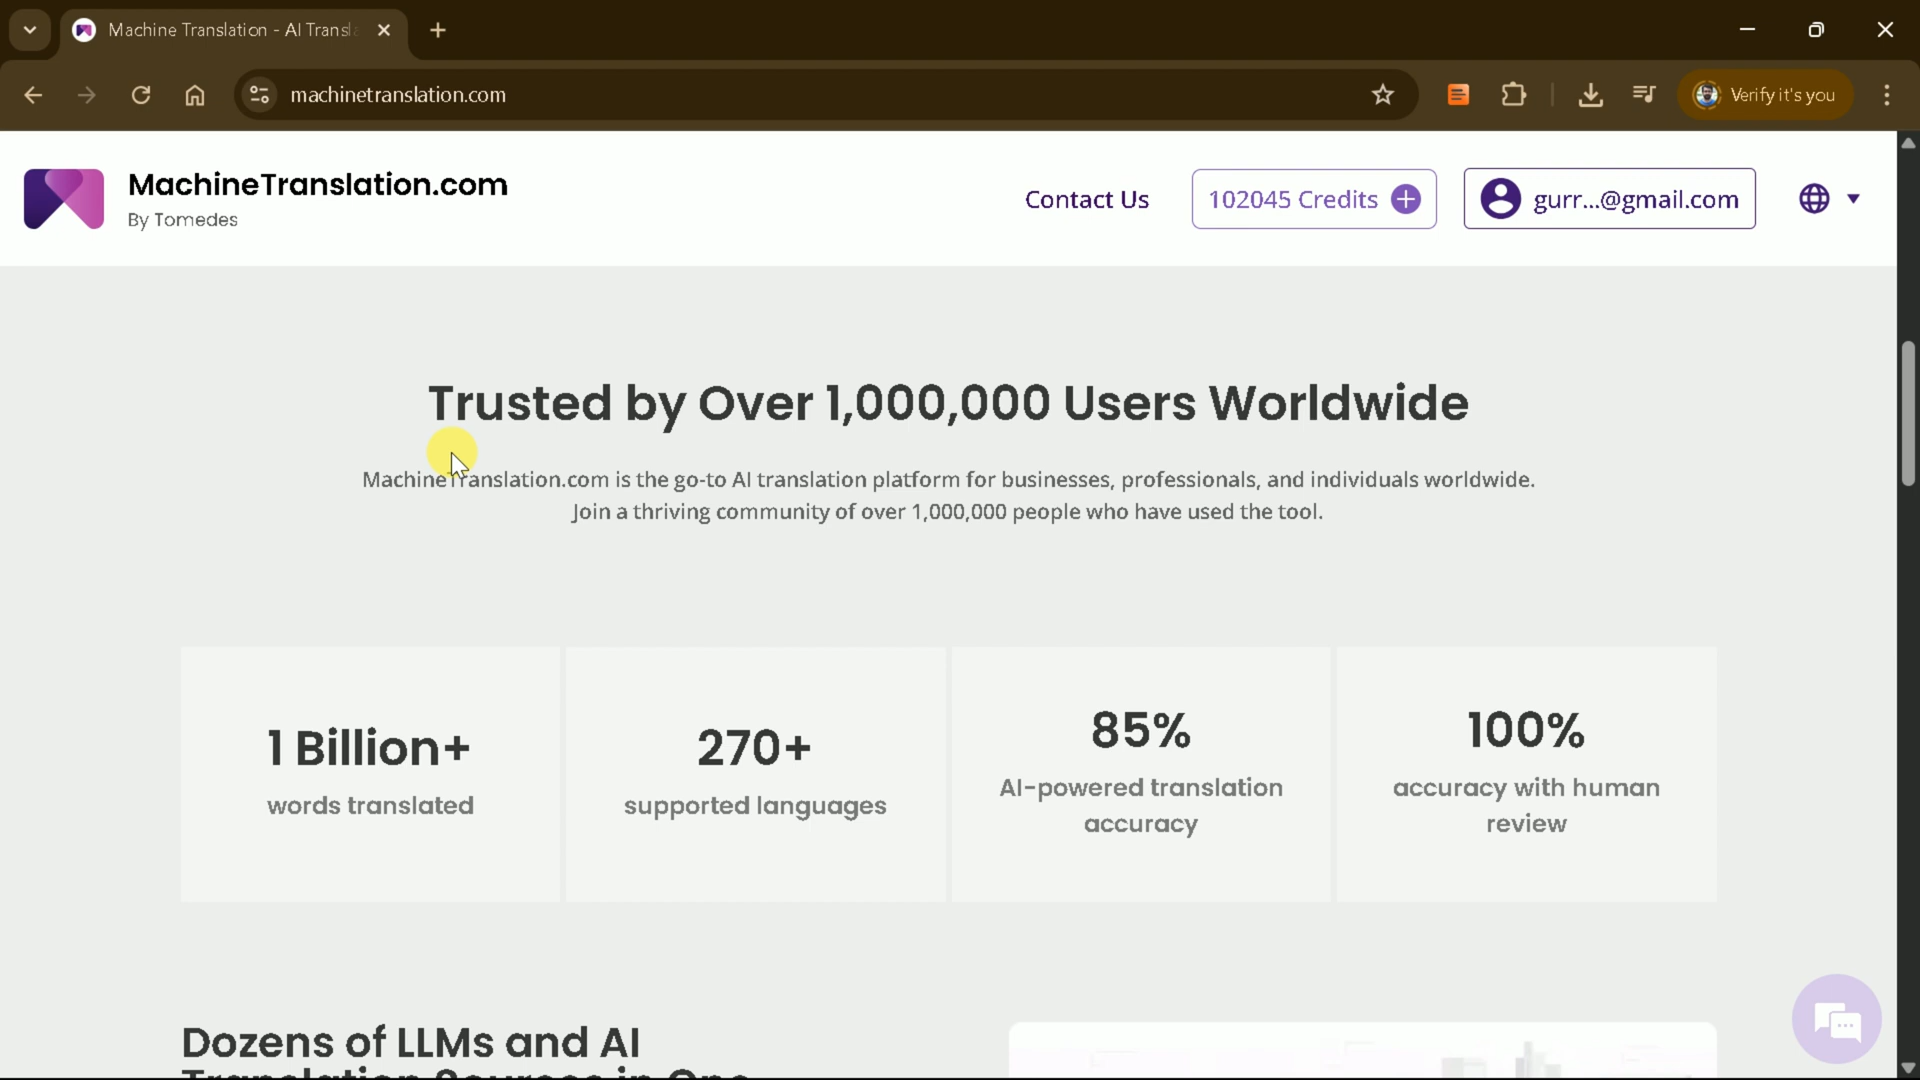 Machine Translation - AI Transl
machinetranslation.com
Verify it's you
MachineTranslation.com
By Tomedes
Contact Us
102045 Credits
gurr...@gmail.com
Trusted by Over 1,000,000 Users Worldwide
MachineTranslation.com is the go-to AI translation platform for businesses, professionals, and individuals worldwide.
Join a thriving community of over 1,000,000 people who have used the tool.
1 Billion+
words translated
270+
supported languages
85%
AI-powered translation
accuracy
100%
accuracy with human
review
Dozens of LLMs and AI
Translation Sources in One